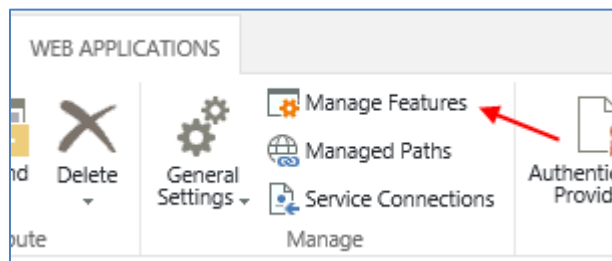 WEB APPLICATIONS
Manage Features
Managed Paths
Service Connections
Delete
General
Settings
Manage